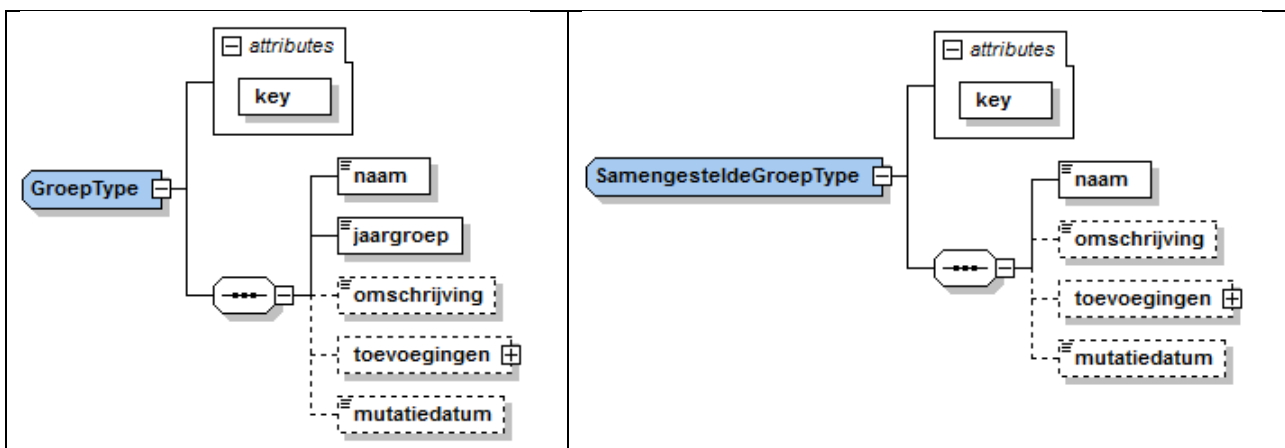 attributes
key
GroepType
naam
jaargroep
omschrijving
toevoegingen
mutatiedatum
attributes
key
SamengesteldeGroepType
naam
omschrijving
toevoegingen
mutatiedatum